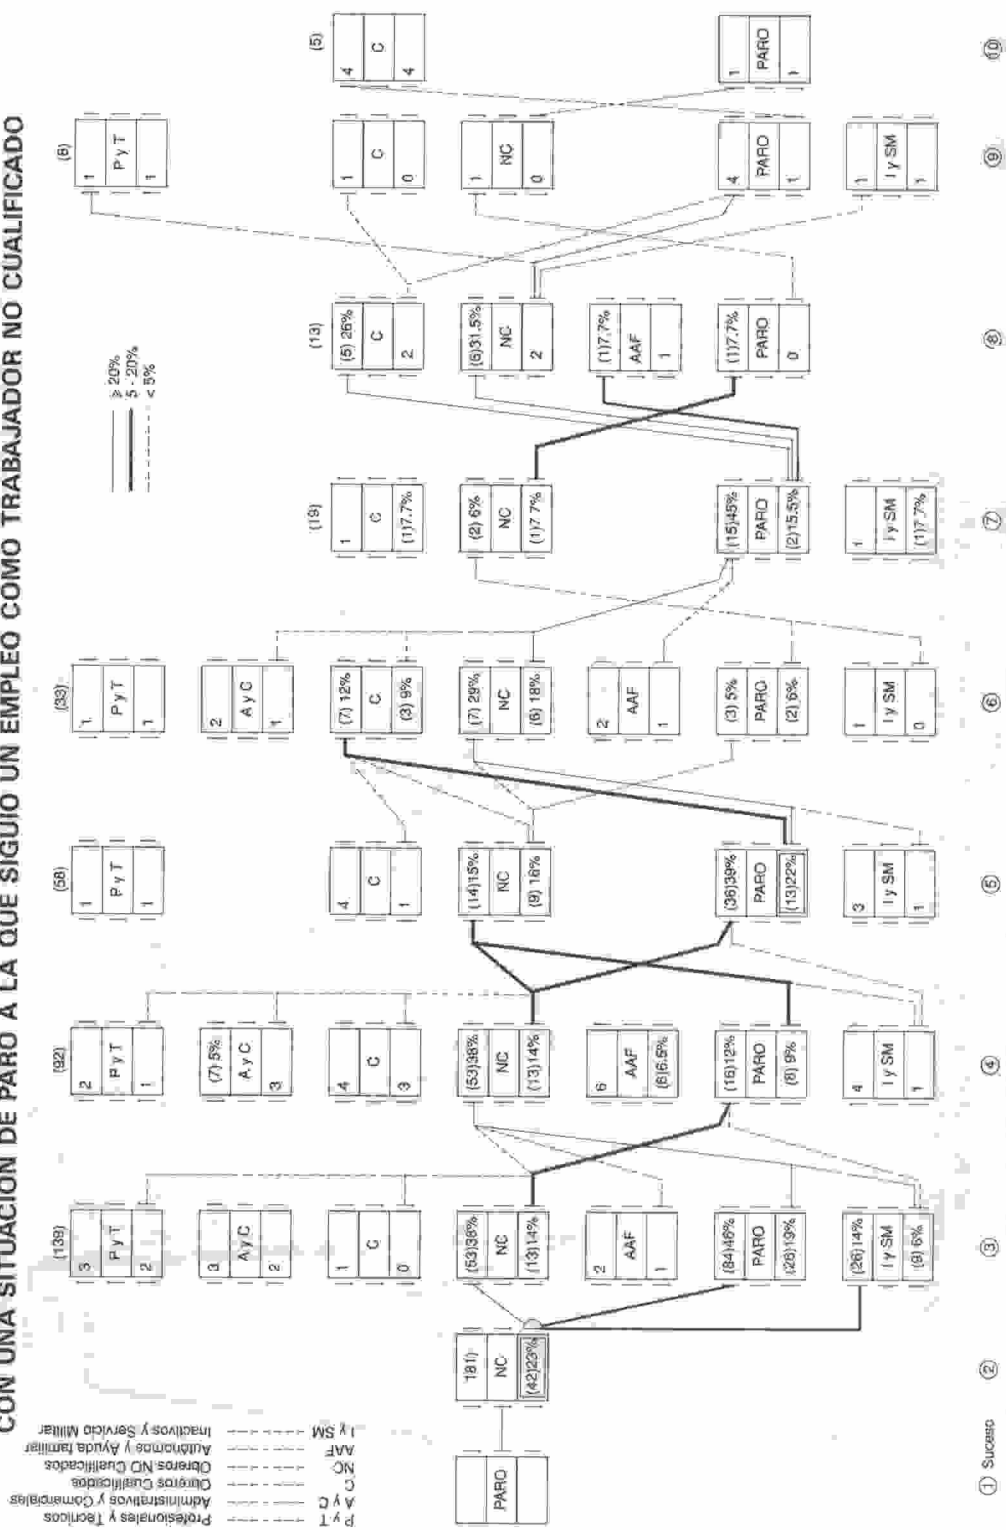 CON UNA SITUACION DE PARO A LA QUE SIGUIO UN EMPLEO COMO TRABAJADOR NO CUALIFICADO
P y T Profesionales y Tecnicos
A y C Administrativos y Comerciales
C Obreros Cualificados
NC Obreros NO Cualificados
AAF Autónomos y Ayuda familiar
I y SM Inactivos y Servicio Militar
≥ 20%
5 - 20%
< 5%
PARO
181)
NC
(42)23%
(139)
3
P y T
2
3
A y C
2
1
C
0
(53)38%
NC
(13)14%
2
AAF
1
(84)46%
PARO
(26)19%
(26)14%
I y SM
(9) 6%
(92)
2
P y T
1
(7) 5%
A y C
3
4
C
3
(53)38%
NC
(13)14%
6
AAF
(6)6.5%
(16)12%
PARO
(8) 9%
4
I y SM
1
(58)
1
P y T
1
4
C
1
(14)15%
NC
(9) 16%
(36)39%
PARO
(13)22%
3
I y SM
1
(33)
1
P y T
1
2
A y C
1
(7) 12%
C
(3) 9%
(7) 29%
NC
(6) 18%
2
AAF
1
(3) 5%
PARO
(2) 6%
1
I y SM
0
(19)
1
C
(1)7.7%
(2) 6%
NC
(1)7.7%
(15)45%
PARO
(2)15.5%
1
I y SM
(1)7.7%
(13)
(5) 26%
C
2
(6)31.5%
NC
2
(1)7.7%
AAF
1
(1)7.7%
PARO
0
(6)
1
P y T
1
1
C
0
1
NC
0
4
PARO
1
1
I y SM
1
(5)
4
C
4
1
PARO
1
① Suceso
②
③
④
⑤
⑥
⑦
⑧
⑨
⑩